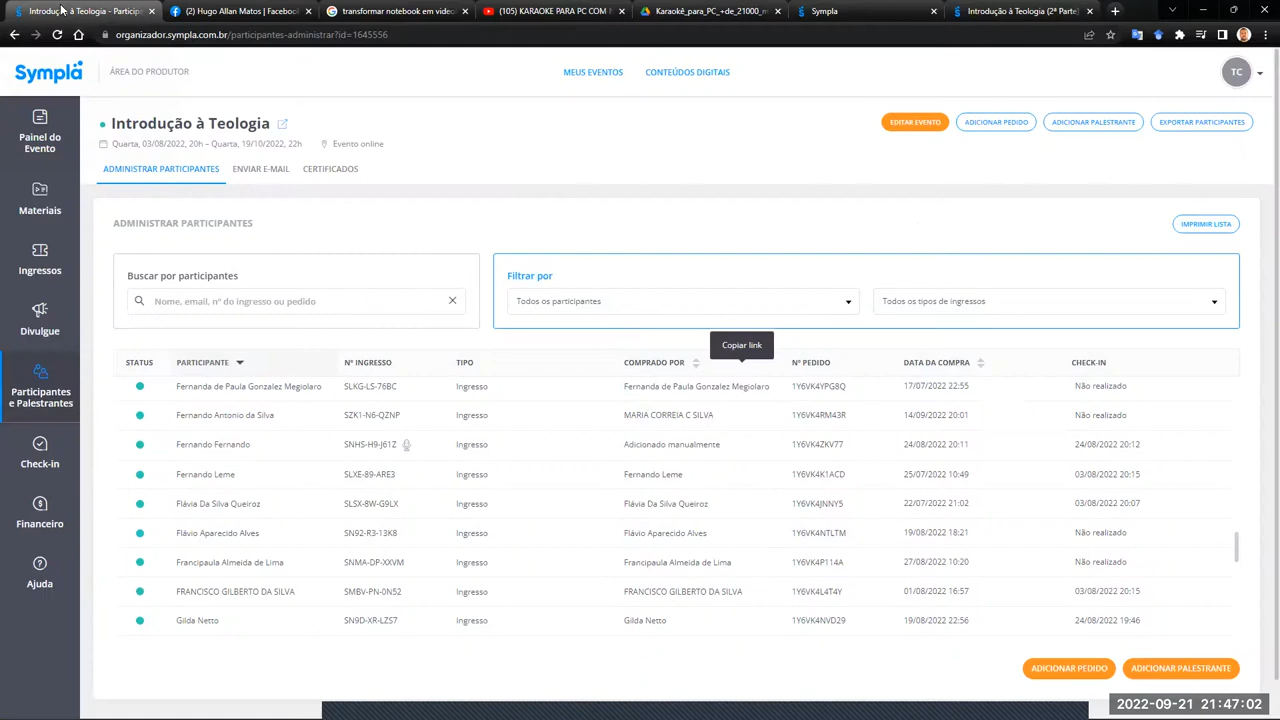 Introdução à Teologia em vídeo
(20) Hugo Allan Matos | Facebook
transformar notebook em videok
(105) KARAOKÊ PARA PC COM
Karaokê_para_PC_+de_21000_m
Sympla
Introdução à Teologia (2ª Parte
organizador.sympla.com.br/participantes-administrar?id=1645556
Sympla
ÁREA DO PRODUTOR
MEUS EVENTOS
CONTEÚDOS DIGITAIS
TC
Painel do
Evento
Materiais
Ingressos
Divulgue
Participantes
e Palestrantes
Check-in
Financeiro
Ajuda
Introdução à Teologia
EDITAR EVENTO
ADICIONAR PEDIDO
ADICIONAR PALESTRANTE
EXPORTAR PARTICIPANTES
Quarta, 03/08/2022, 20h – Quarta, 19/10/2022, 22h
Evento online
ADMINISTRAR PARTICIPANTES
ENVIAR E-MAIL
CERTIFICADOS
ADMINISTRAR PARTICIPANTES
IMPRIMIR LISTA
Buscar por participantes
Nome, email, nº do ingresso ou pedido
Filtrar por
Todos os participantes
Todos os tipos de ingressos
Copiar link
STATUS PARTICIPANTE Nº INGRESSO TIPO COMPRADO POR Nº PEDIDO DATA DA COMPRA CHECK-IN
Fernanda de Paula Gonzalez Megiolaro SLKG-LS-76BC Ingresso Fernanda de Paula Gonzalez Megiolaro 1Y6VK4YPG8Q 17/07/2022 22:55 Não realizado
Fernando Antonio da Silva SZK1-N6-QZNP Ingresso MARIA CORREIA C SILVA 1Y6VK4RM43R 14/09/2022 20:01 Não realizado
Fernando Fernando SNHS-H9-J61Z Ingresso Adicionado manualmente 1Y6VK4ZKV77 24/08/2022 20:11 24/08/2022 20:12
Fernando Leme SLXE-89-ARE3 Ingresso Fernando Leme 1Y6VK4K1ACD 25/07/2022 10:49 03/08/2022 20:15
Flávia Da Silva Queiroz SLSX-8W-G9LX Ingresso Flávia Da Silva Queiroz 1Y6VK4JNNY5 22/07/2022 21:02 03/08/2022 20:07
Flávio Aparecido Alves SN92-R3-13K8 Ingresso Flávio Aparecido Alves 1Y6VK4NTLTM 19/08/2022 18:21 Não realizado
Francipaula Almeida de Lima SNMA-DP-XXVM Ingresso Francipaula Almeida de Lima 1Y6VK4P114A 27/08/2022 10:20 Não realizado
FRANCISCO GILBERTO DA SILVA SMBV-PN-0N52 Ingresso FRANCISCO GILBERTO DA SILVA 1Y6VK4L4T4Y 01/08/2022 16:57 03/08/2022 20:15
Gilda Netto SN9D-XR-LZS7 Ingresso Gilda Netto 1Y6VK4NVD29 19/08/2022 22:56 24/08/2022 19:46
ADICIONAR PEDIDO
ADICIONAR PALESTRANTE
2022-09-21 21:47:02